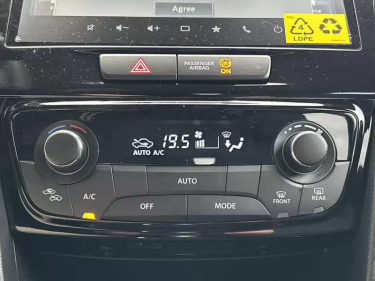 Agree
4
LDPE
PASSENGER
AIRBAG
ON
19.5
AUTO A/C
A/C
AUTO
OFF
MODE
FRONT
REAR